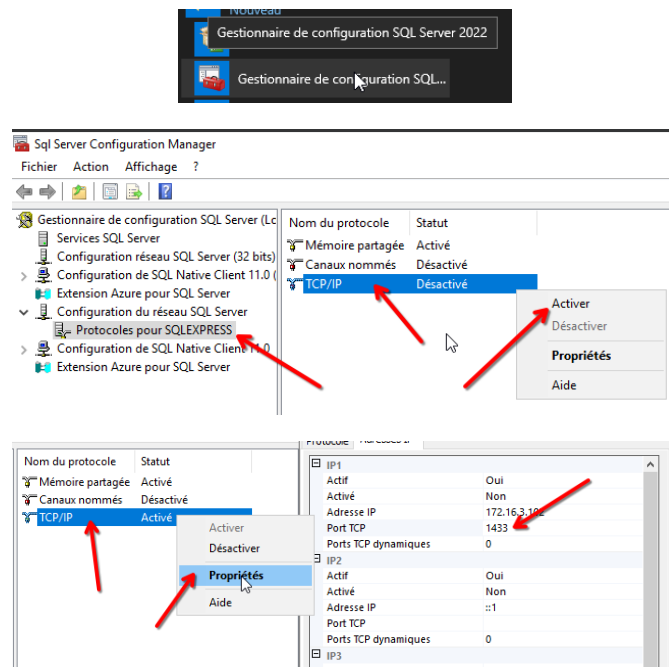 Nouveau
Gestionnaire de configuration SQL Server 2022
Gestionnaire de configuration SQL...
Sql Server Configuration Manager
Fichier Action Affichage ?
Gestionnaire de configuration SQL Server (Lc
Services SQL Server
Configuration réseau SQL Server (32 bits)
Configuration de SQL Native Client 11.0 (
Extension Azure pour SQL Server
Configuration du réseau SQL Server
Protocoles pour SQLEXPRESS
Configuration de SQL Native Client 11.0
Extension Azure pour SQL Server
Nom du protocole Statut
Mémoire partagée Activé
Canaux nommés Désactivé
TCP/IP Désactivé
Activer
Désactiver
Propriétés
Aide
Nom du protocole Statut
Mémoire partagée Activé
Canaux nommés Désactivé
TCP/IP Activé
Activer
Désactiver
Propriétés
Aide
Protocole Adresses IP
IP1
Actif Oui
Activé Non
Adresse IP 172.16.3.102
Port TCP 1433
Ports TCP dynamiques 0
IP2
Actif Oui
Activé Non
Adresse IP ::1
Port TCP
Ports TCP dynamiques 0
IP3